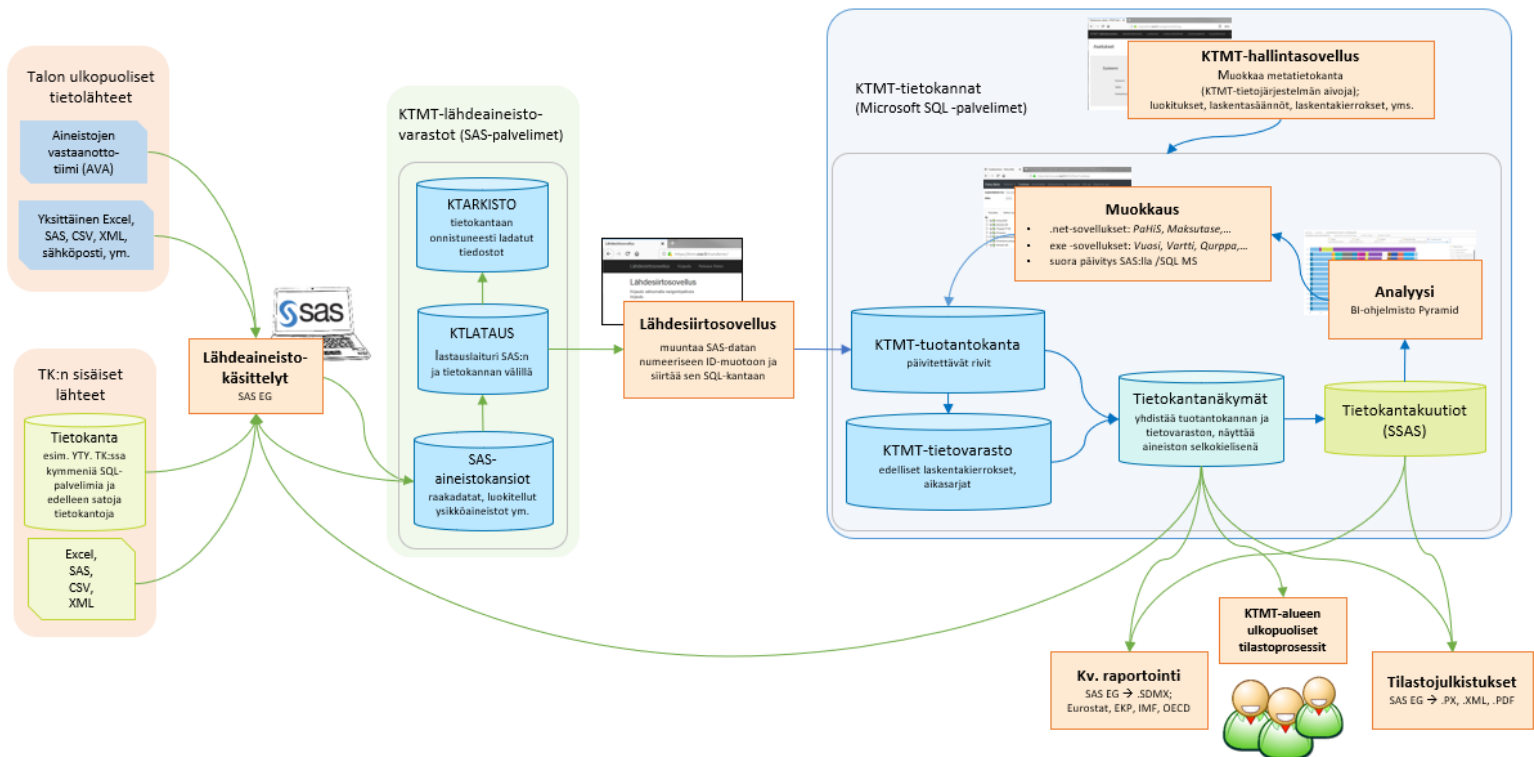 Talon ulkopuoliset
tietolähteet
Aineistojen
vastaanotto-
tiimi (AVA)
Yksittäinen Excel,
SAS, CSV, XML,
sähköposti, ym.
TK:n sisäiset
lähteet
Tietokanta
esim. YTY. TK:ssa
kymmeniä SQL-
palvelimia ja
edelleen satoja
tietokantoja
Excel,
SAS,
CSV,
XML
sas
Lähdeaineisto-
käsittelyt
SAS EG
KTMT-lähdeaineisto-
varastot (SAS-palvelimet)
KTARKISTO
tietokantaan
onnistuneesti ladatut
tiedostot
KTLATAUS
lastauslaituri SAS:n
ja tietokannan välillä
SAS-
aineistokansiot
raakadatat, luokitellut
ysikköaineistot ym.
Lähdesiirtosovellus
Lähdesiirtosovellus
muuntaa SAS-datan
numeeriseen ID-muotoon ja
siirtää sen SQL-kantaan
KTMT-tietokannat
(Microsoft SQL -palvelimet)
KTMT-hallintasovellus
Muokkaa metatietokanta
(KTMT-tietojärjestelmän aivoja);
luokitukset, laskentasäännöt, laskentakierrokset, yms.
Muokkaus
• .net-sovellukset: PaHiS, Maksutase,...
• exe -sovellukset: Vuosi, Vartti, Qurppa,...
• suora päivitys SAS:lla /SQL MS
Analyysi
BI-ohjelmisto Pyramid
KTMT-tuotantokanta
päivitettävät rivit
KTMT-tietovarasto
edelliset laskentakierrokset,
aikasarjat
Tietokantanäkymät
yhdistää tuotantokannan ja
tietovaraston, näyttää
aineiston selkokielisenä
Tietokantakuutiot
(SSAS)
Kv. raportointi
SAS EG → .SDMX;
Eurostat, EKP, IMF, OECD
KTMT-alueen
ulkopuoliset
tilastoprosessit
Tilastojulkistukset
SAS EG → .PX, .XML, .PDF